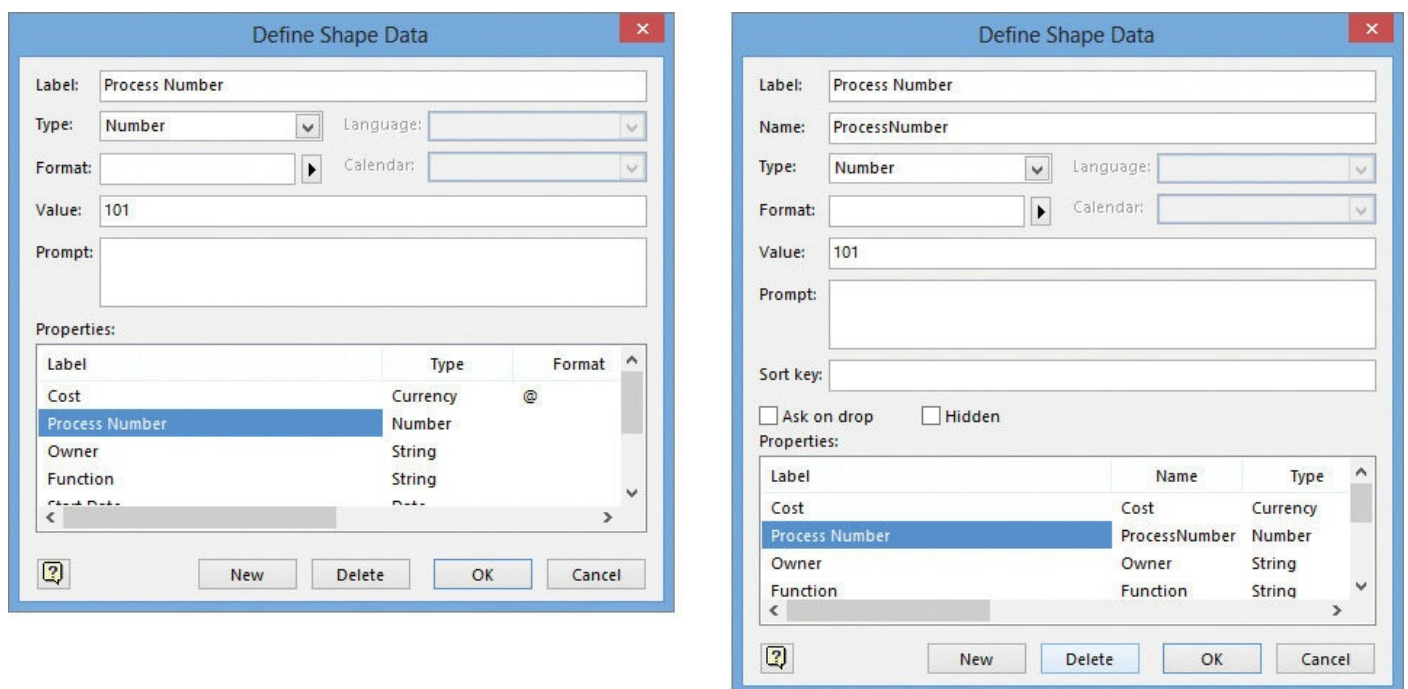 Define Shape Data
Label: Process Number
Type: Number Language:
Format: Calendar:
Value: 101
Prompt:
Properties:
Label Type Format
Cost Currency @
Process Number Number
Owner String
Function String
Start Date Date
New Delete OK Cancel
Define Shape Data
Label: Process Number
Name: ProcessNumber
Type: Number Language:
Format: Calendar:
Value: 101
Prompt:
Sort key:
Ask on drop Hidden
Properties:
Label Name Type
Cost Cost Currency
Process Number ProcessNumber Number
Owner Owner String
Function Function String
New Delete OK Cancel